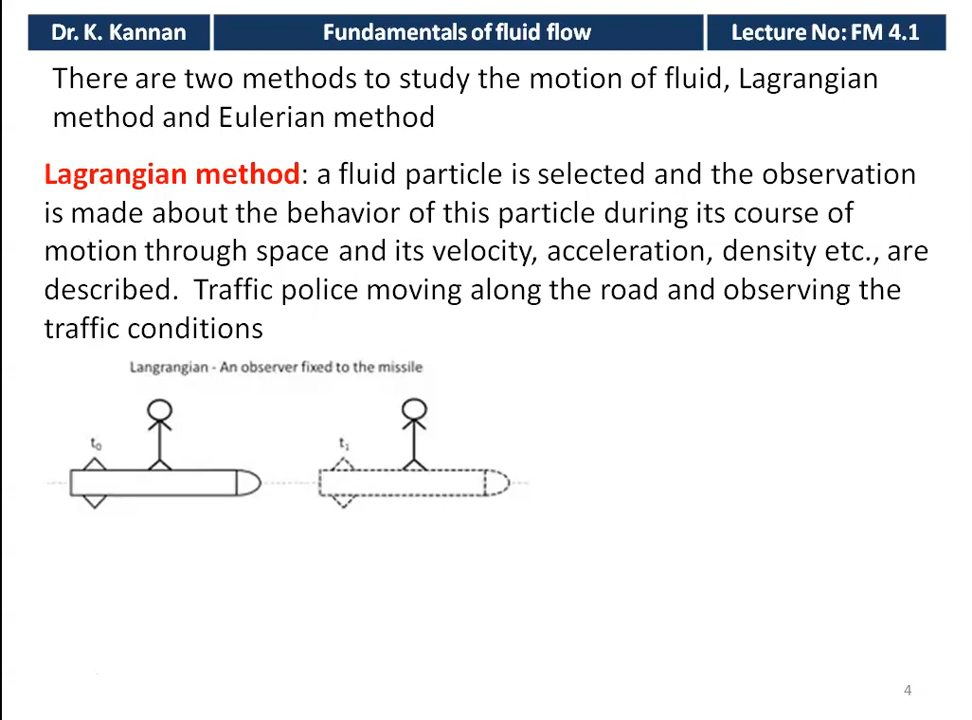 Dr. K. Kannan
Fundamentals of fluid flow
Lecture No: FM 4.1
There are two methods to study the motion of fluid, Lagrangian
method and Eulerian method
Lagrangian method: a fluid particle is selected and the observation
is made about the behavior of this particle during its course of
motion through space and its velocity, acceleration, density etc., are
described.  Traffic police moving along the road and observing the
traffic conditions
Langrangian - An observer fixed to the missile
t₀
t₁
4